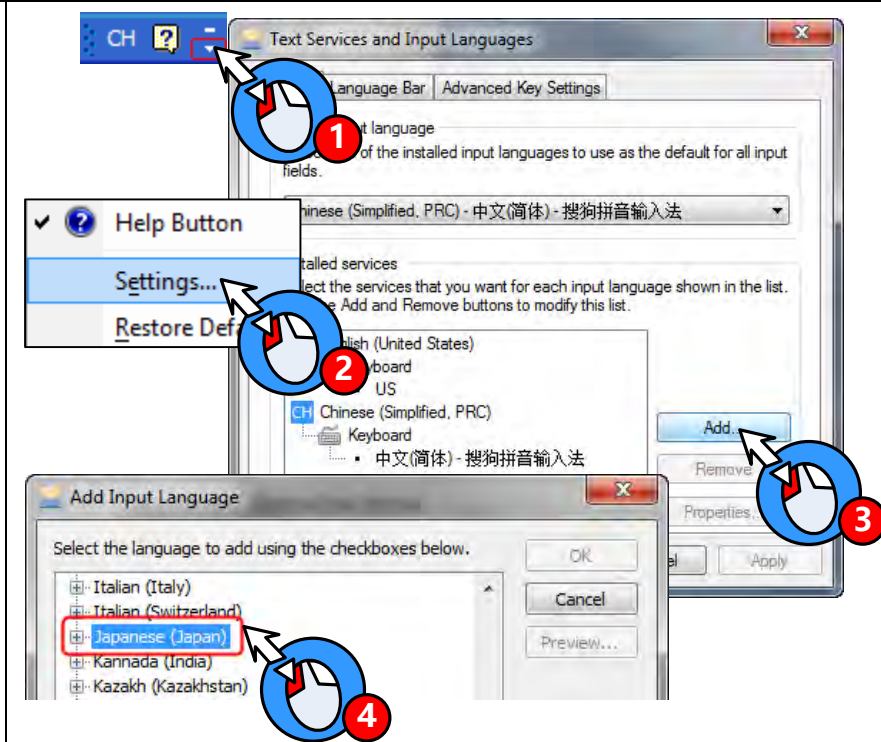 CH
Text Services and Input Languages
Language Bar
Advanced Key Settings
language
of the installed input languages to use as the default for all input
fields.
hinese (Simplified, PRC) - 中文(简体) - 搜狗拼音输入法
1
Help Button
Settings...
Restore Defa
2
talled services
lect the services that you want for each input language shown in the list.
e Add and Remove buttons to modify this list.
lish (United States)
yboard
US
CH Chinese (Simplified, PRC)
Keyboard
中文(简体) - 搜狗拼音输入法
Add...
Remove
Properties...
3
el
Apply
Add Input Language
Select the language to add using the checkboxes below.
Italian (Italy)
Italian (Switzerland)
Japanese (Japan)
Kannada (India)
Kazakh (Kazakhstan)
OK
Cancel
Preview...
4